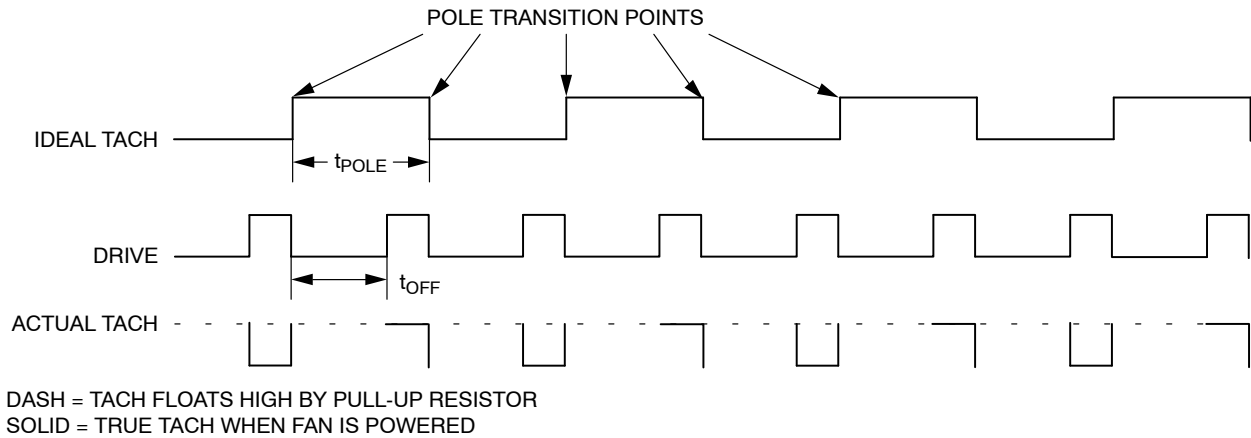 POLE TRANSITION POINTS
IDEAL TACH
tPOLE
DRIVE
tOFF
ACTUAL TACH
DASH = TACH FLOATS HIGH BY PULL-UP RESISTOR
SOLID = TRUE TACH WHEN FAN IS POWERED